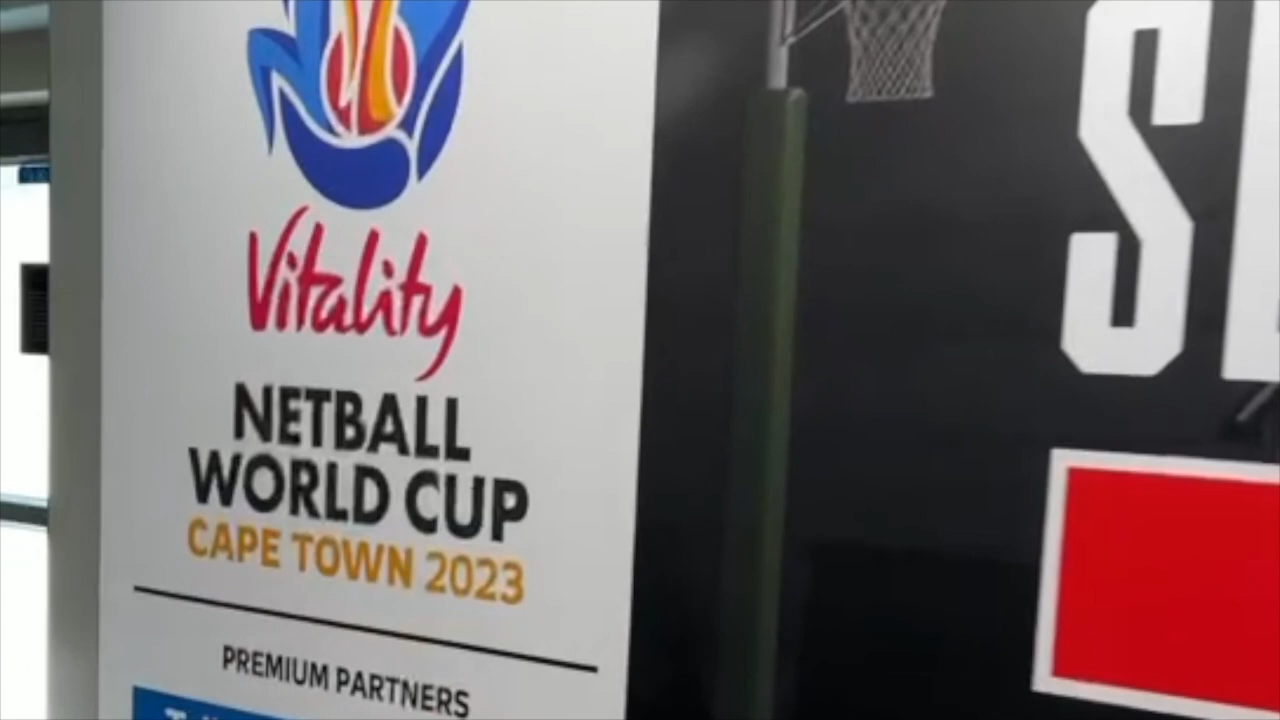 Vitality
NETBALL
WORLD CUP
CAPE TOWN 2023
PREMIUM PARTNERS